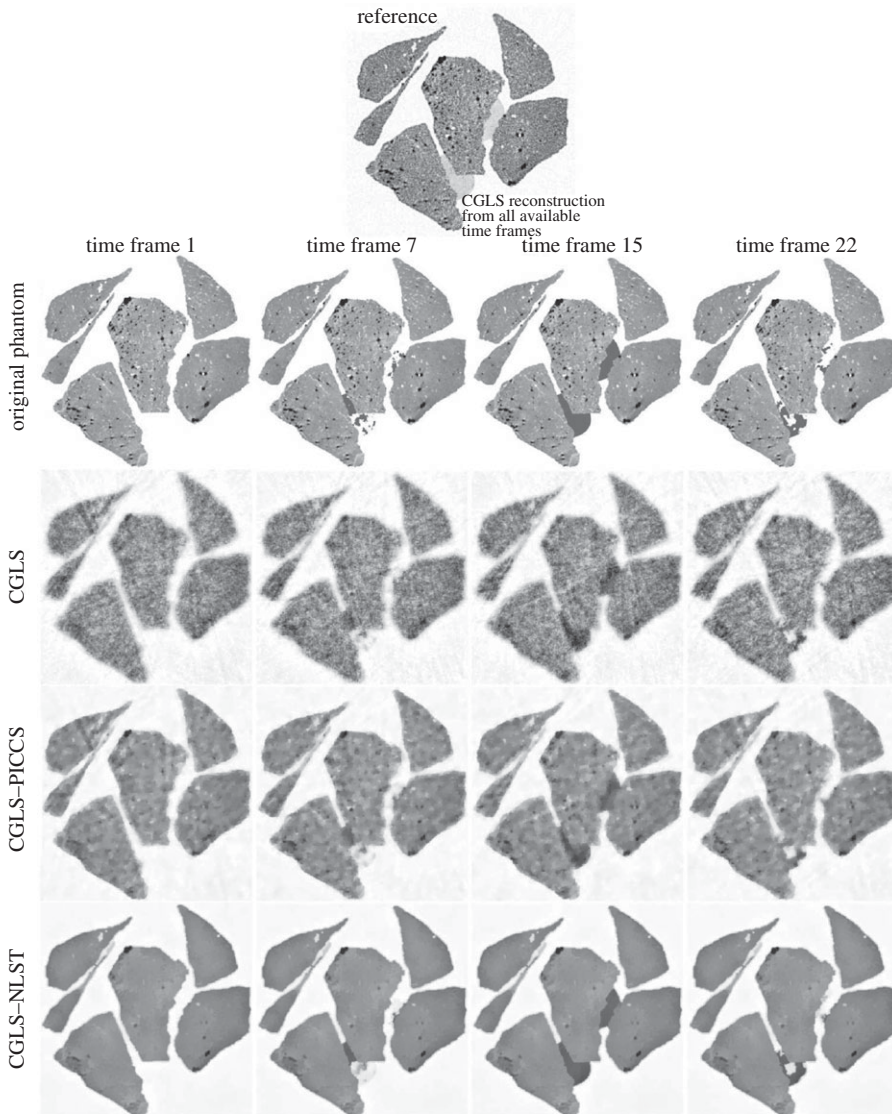 reference
CGLS reconstruction
from all available
time frames
time frame 1 time frame 7 time frame 15 time frame 22
original phantom
CGLS
CGLS–PICCS
CGLS–NLST